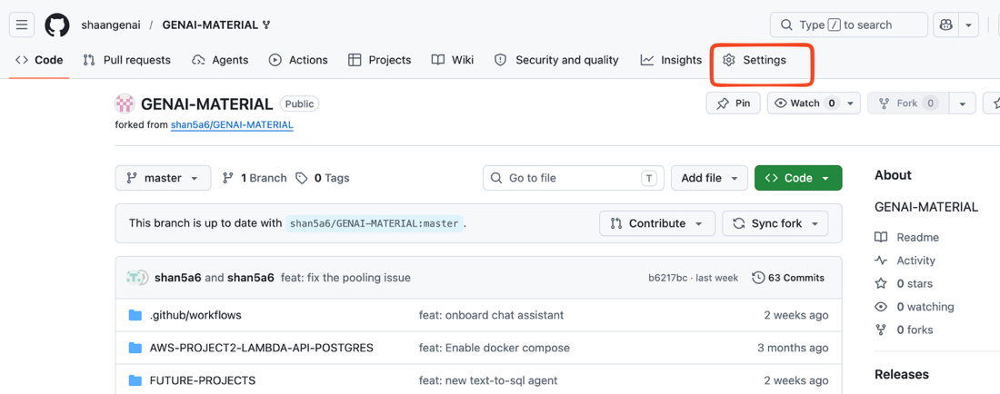 shaangenai / GENAI-MATERIAL
Type / to search
Code Pull requests Agents Actions Projects Wiki Security and quality Insights Settings
GENAI-MATERIAL Public
Pin Watch 0 Fork 0
forked from shan5a6/GENAI-MATERIAL
master 1 Branch 0 Tags Go to file T Add file Code
This branch is up to date with shan5a6/GENAI-MATERIAL:master.
Contribute Sync fork
shan5a6 and shan5a6 feat: fix the pooling issue b6217bc · last week 63 Commits
.github/workflows feat: onboard chat assistant 2 weeks ago
AWS-PROJECT2-LAMBDA-API-POSTGRES feat: Enable docker compose 3 months ago
FUTURE-PROJECTS feat: new text-to-sql agent 2 weeks ago
About
GENAI-MATERIAL
Readme
Activity
0 stars
0 watching
0 forks
Releases